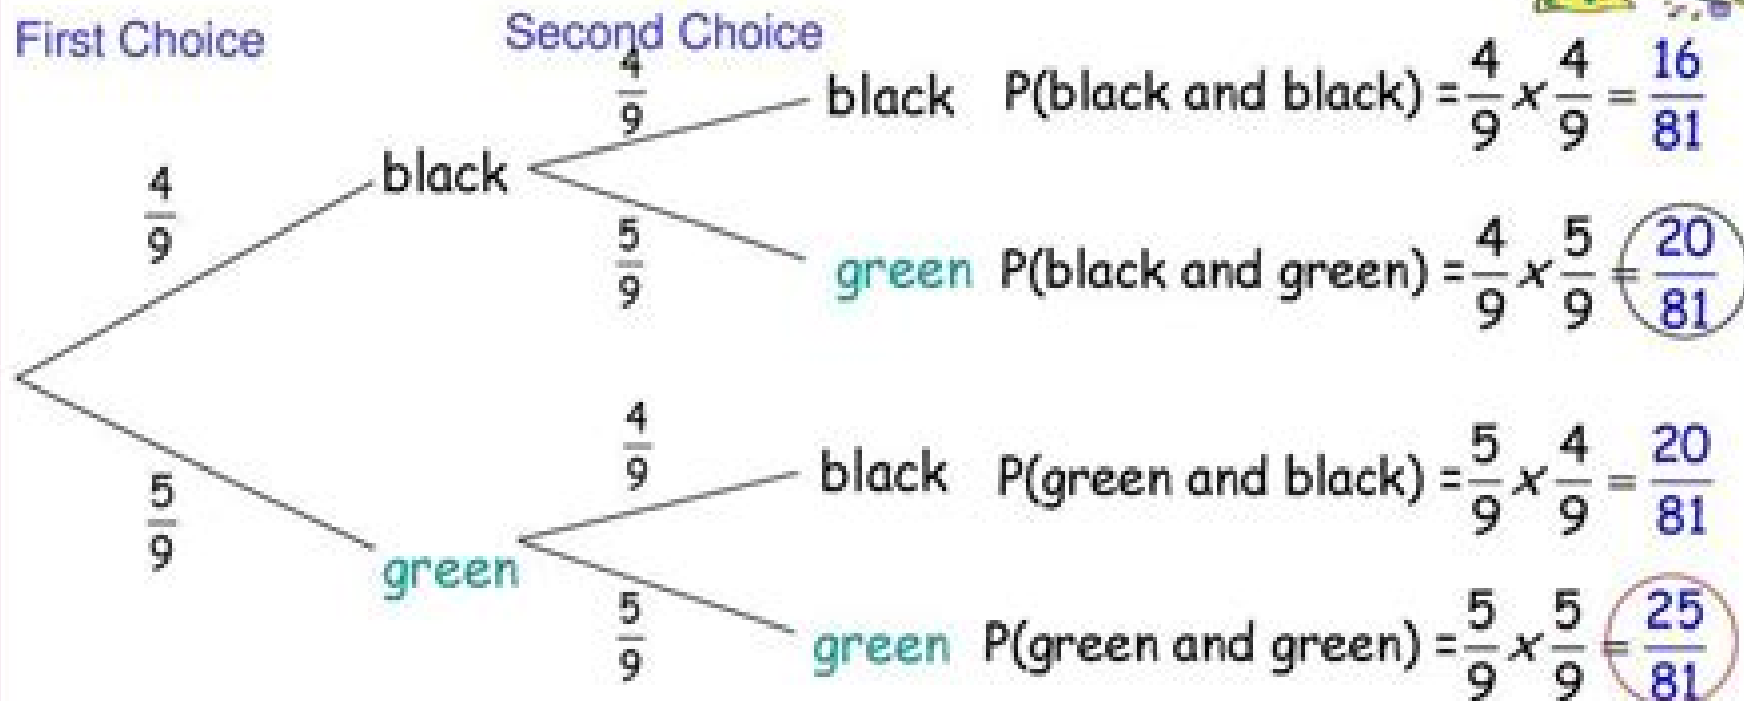 First Choice
Second Choice
4/9
black P(black and black) = 4/9 x 4/9 = 16/81
4/9
black
5/9
green P(black and green) = 4/9 x 5/9 = 20/81
4/9
black P(green and black) = 5/9 x 4/9 = 20/81
5/9
green
5/9
green P(green and green) = 5/9 x 5/9 = 25/81